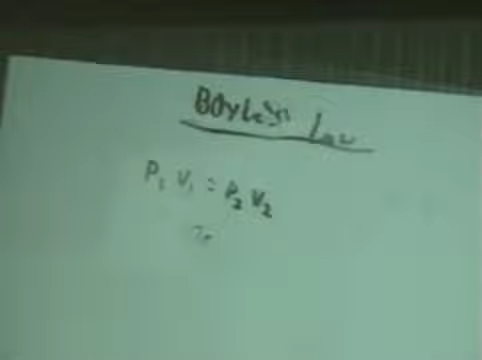 Boyle's Law
P₁ V₁ = P₂ V₂